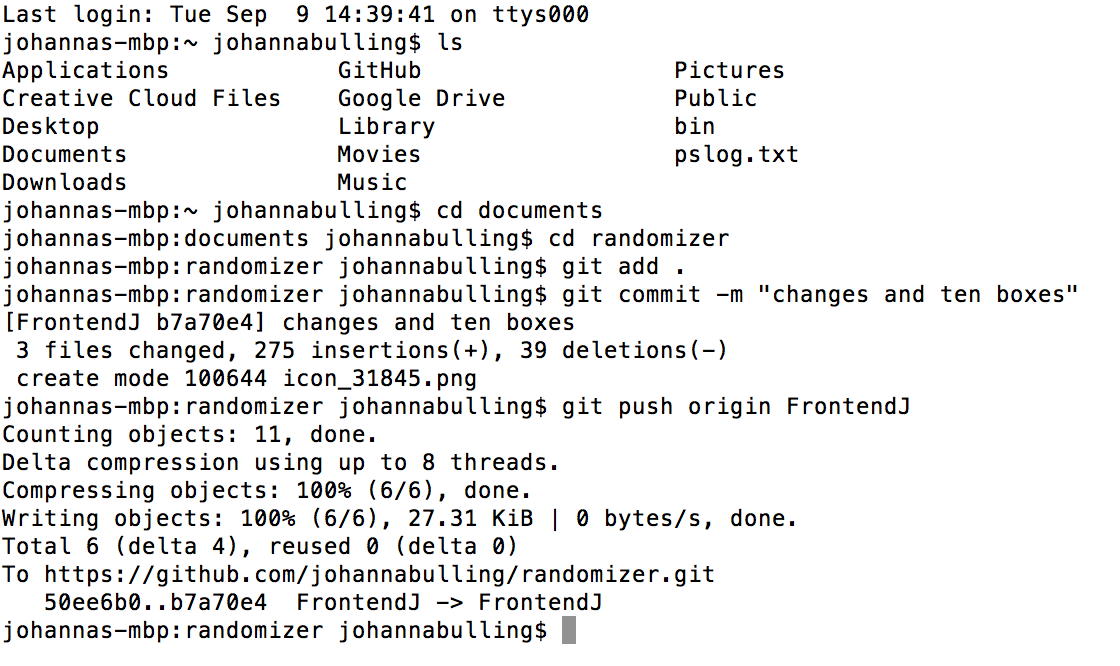 Last login: Tue Sep  9 14:39:41 on ttys000
johannas-mbp:~ johannabulling$ ls
Applications            GitHub                  Pictures
Creative Cloud Files    Google Drive            Public
Desktop                 Library                 bin
Documents               Movies                  pslog.txt
Downloads               Music
johannas-mbp:~ johannabulling$ cd documents
johannas-mbp:documents johannabulling$ cd randomizer
johannas-mbp:randomizer johannabulling$ git add .
johannas-mbp:randomizer johannabulling$ git commit -m "changes and ten boxes"
[FrontendJ b7a70e4] changes and ten boxes
 3 files changed, 275 insertions(+), 39 deletions(-)
 create mode 100644 icon_31845.png
johannas-mbp:randomizer johannabulling$ git push origin FrontendJ
Counting objects: 11, done.
Delta compression using up to 8 threads.
Compressing objects: 100% (6/6), done.
Writing objects: 100% (6/6), 27.31 KiB | 0 bytes/s, done.
Total 6 (delta 4), reused 0 (delta 0)
To https://github.com/johannabulling/randomizer.git
   50ee6b0..b7a70e4  FrontendJ -> FrontendJ
johannas-mbp:randomizer johannabulling$